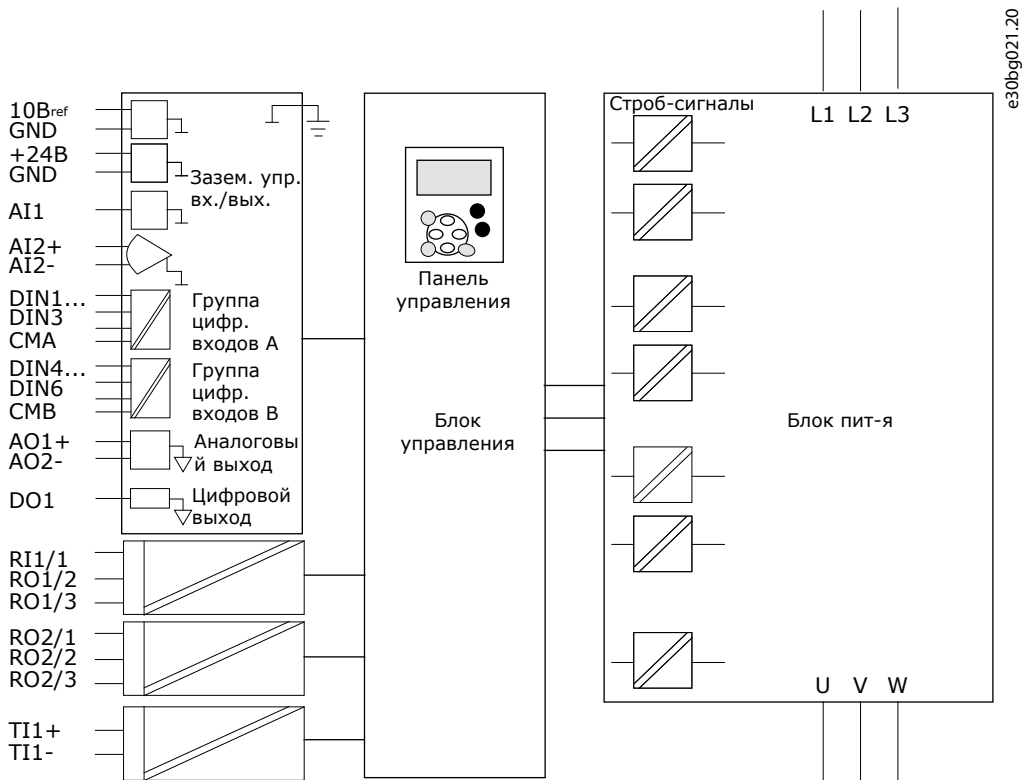 e30bg021.20
10Вref
GND
+24В
GND
AI1
AI2+
AI2-
DIN1...
DIN3
CMA
DIN4...
DIN6
CMB
AO1+
AO2-
DO1
RI1/1
RO1/2
RO1/3
RO2/1
RO2/2
RO2/3
TI1+
TI1-
Зазем. упр.
вх./вых.
Группа
цифр.
входов A
Группа
цифр.
входов B
Аналоговы
й выход
Цифровой
выход
Панель
управления
Блок
управления
Строб-сигналы
L1 L2 L3
Блок пит-я
U V W